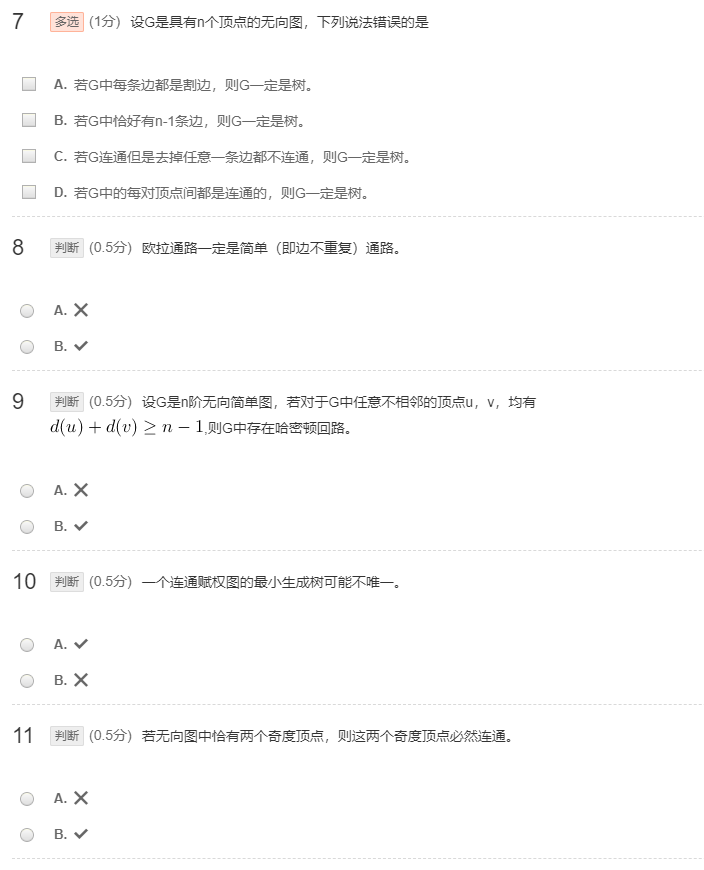 7 多选 (1分) 设G是具有n个顶点的无向图，下列说法错误的是
A. 若G中每条边都是割边，则G一定是树。
B. 若G中恰好有n-1条边，则G一定是树。
C. 若G连通但是去掉任意一条边都不连通，则G一定是树。
D. 若G中的每对顶点间都是连通的，则G一定是树。
8 判断 (0.5分) 欧拉通路一定是简单（即边不重复）通路。
A. ✕
B. ✓
9 判断 (0.5分) 设G是n阶无向简单图，若对于G中任意不相邻的顶点u，v，均有
d(u) + d(v) ≥ n − 1,则G中存在哈密顿回路。
A. ✕
B. ✓
10 判断 (0.5分) 一个连通赋权图的最小生成树可能不唯一。
A. ✓
B. ✕
11 判断 (0.5分) 若无向图中恰有两个奇度顶点，则这两个奇度顶点必然连通。
A. ✕
B. ✓